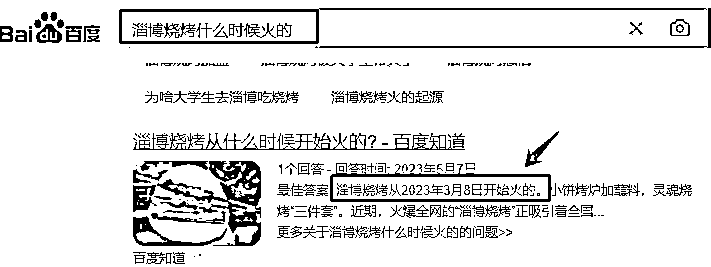 Bai百度
淄博烧烤什么时候火的
为啥大学生去淄博吃烧烤 淄博烧烤火的起源
淄博烧烤从什么时候开始火的? - 百度知道
1个回答 - 回答时间: 2023年5月7日
最佳答案 淄博烧烤从2023年3月8日开始火的。小饼烤炉加蘸料，灵魂烧
烤"三件套"。近期，火爆全网的"淄博烧烤"正吸引着全国...
更多关于淄博烧烤什么时候火的的问题>>
百度知道